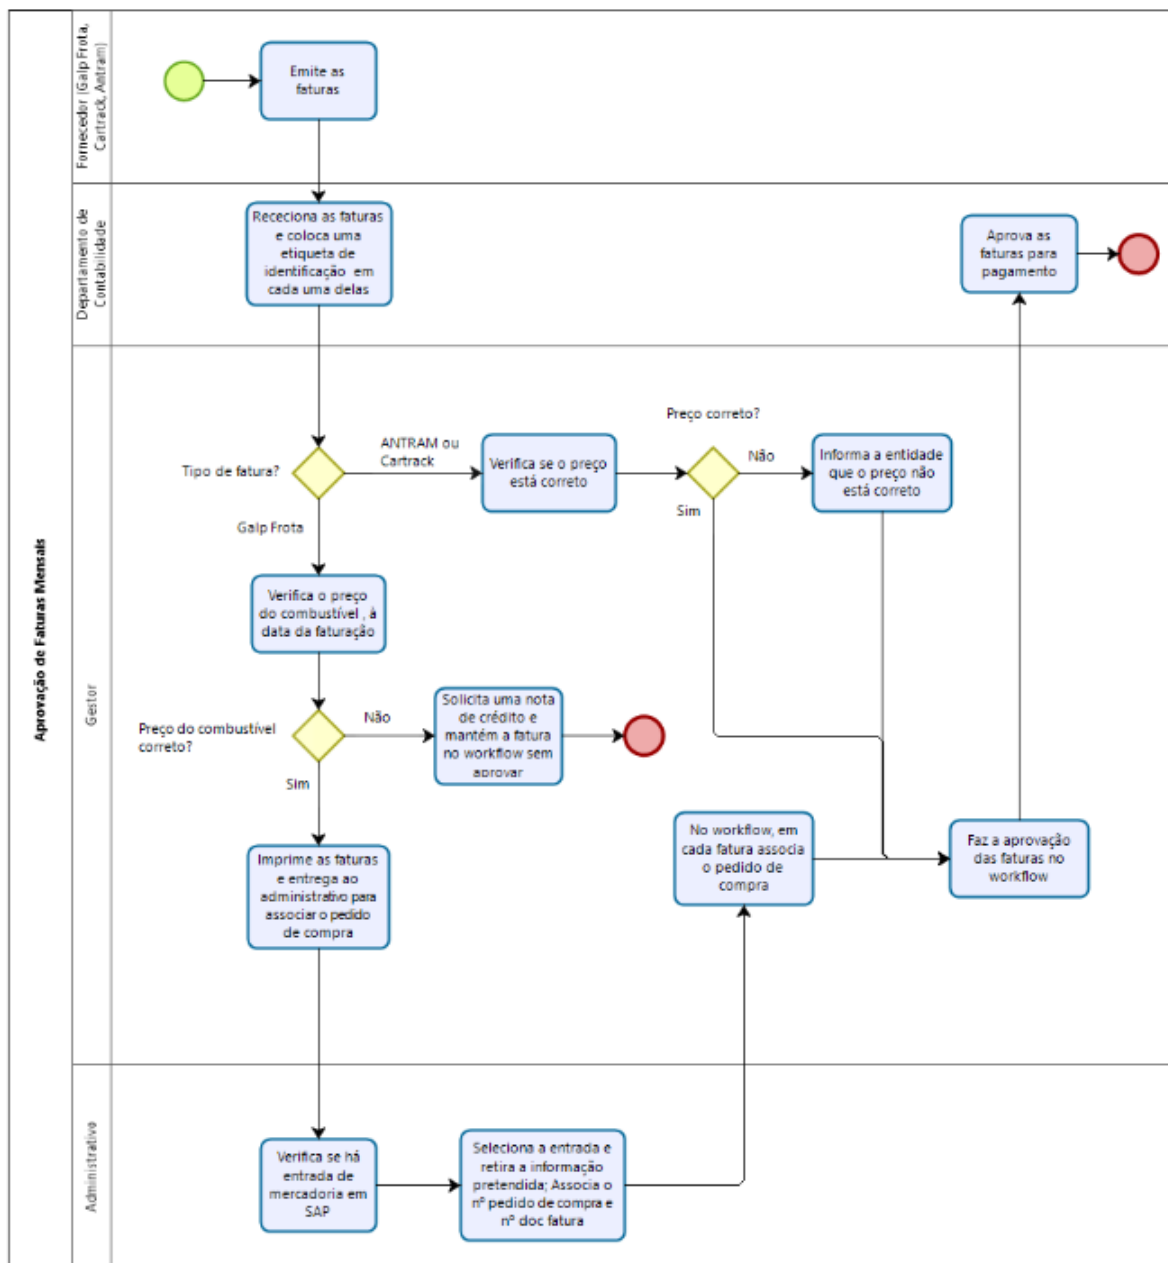 Aprovação de Faturas Mensais
Fornecedor (Galp Frota,
Cartrack, Antram)
Emite as
faturas
Departamento de
Contabilidade
Receciona as faturas
e coloca uma
etiqueta de
identificação em
cada uma delas
Aprova as
faturas para
pagamento
Gestor
Tipo de fatura?
ANTRAM ou
Cartrack
Verifica se o preço
está correto
Preço correto?
Não
Sim
Informa a entidade
que o preço não
está correto
Galp Frota
Verifica o preço
do combustível , à
data da faturação
Preço do combustível
correto?
Não
Solicita uma nota
de crédito e
mantém a fatura
no workflow sem
aprovar
Sim
Imprime as faturas
e entrega ao
administrativo para
associar o pedido
de compra
No workflow, em
cada fatura associa
o pedido de
compra
Faz a aprovação
das faturas no
workflow
Administrativo
Verifica se há
entrada de
mercadoria em
SAP
Seleciona a entrada e
retira a informação
pretendida; Associa o
nº pedido de compra e
nº doc fatura